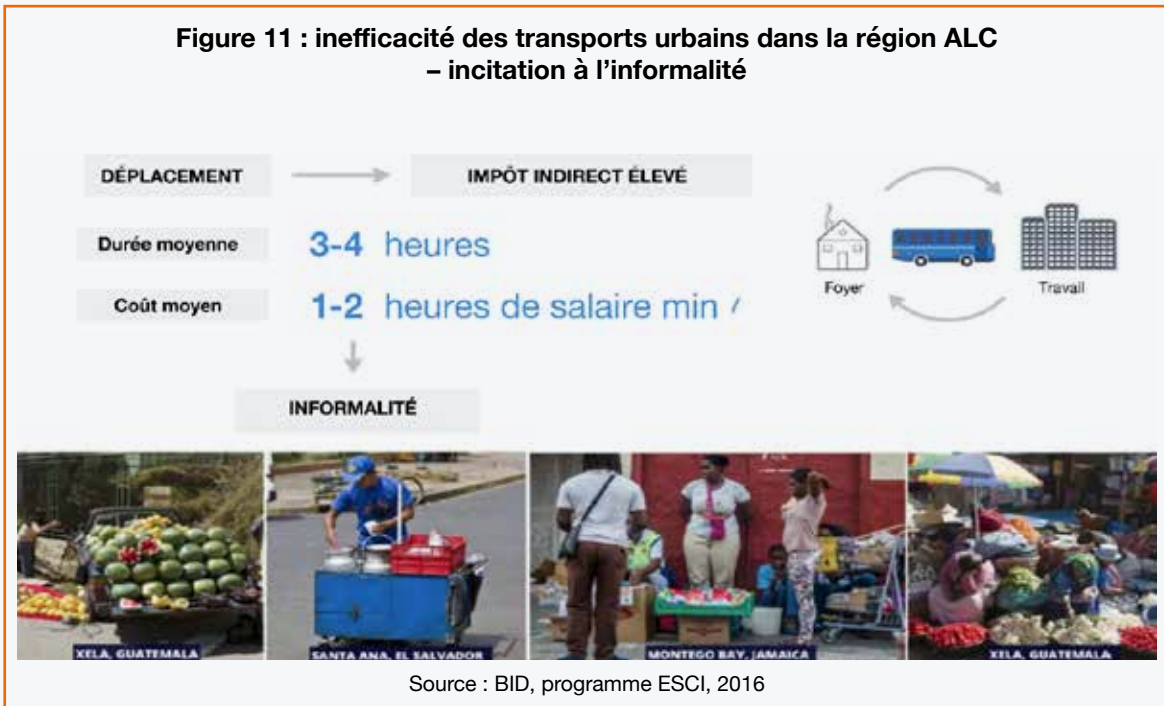 Figure 11 : inefficacité des transports urbains dans la région ALC
– incitation à l'informalité
DÉPLACEMENT
IMPÔT INDIRECT ÉLEVÉ
Durée moyenne
3-4 heures
Coût moyen
1-2 heures de salaire min
Foyer
Travail
INFORMALITÉ
XELA, GUATEMALA
SANTA ANA, EL SALVADOR
MONTEGO BAY, JAMAICA
XELA, GUATEMALA
Source : BID, programme ESCI, 2016